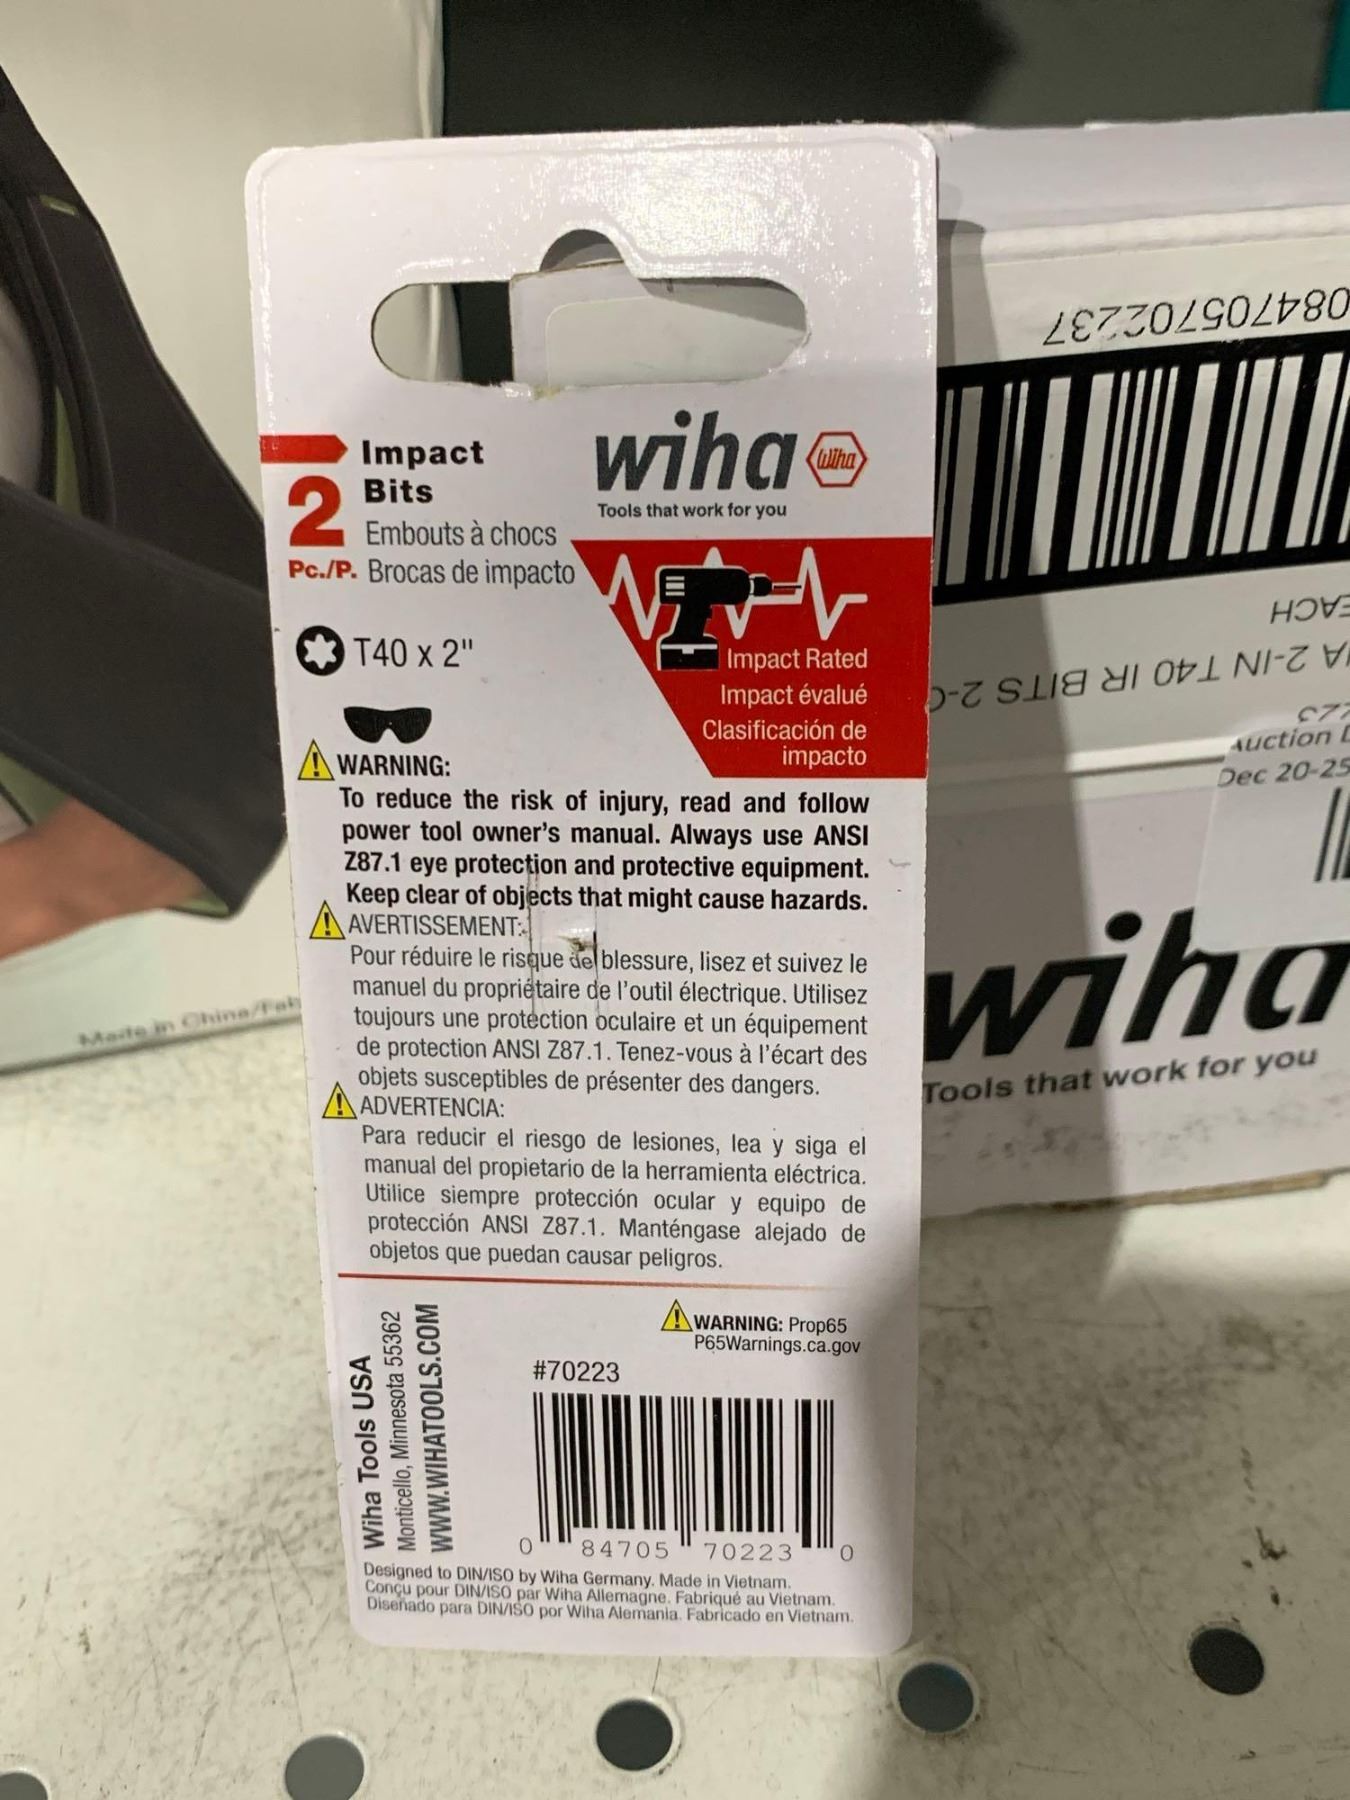 Impact
Bits
2
Pc./P.
Embouts à chocs
Brocas de impacto
wiha
wiha
Tools that work for you
T40 x 2"
Impact Rated
Impact évalué
Clasificación de
impacto
WARNING:
To reduce the risk of injury, read and follow
power tool owner's manual. Always use ANSI
Z87.1 eye protection and protective equipment.
Keep clear of objects that might cause hazards.
AVERTISSEMENT:
Pour réduire le risque de blessure, lisez et suivez le
manuel du propriétaire de l'outil électrique. Utilisez
toujours une protection oculaire et un équipement
de protection ANSI Z87.1. Tenez-vous à l'écart des
objets susceptibles de présenter des dangers.
ADVERTENCIA:
Para reducir el riesgo de lesiones, lea y siga el
manual del propietario de la herramienta eléctrica.
Utilice siempre protección ocular y equipo de
protección ANSI Z87.1. Manténgase alejado de
objetos que puedan causar peligros.
WARNING: Prop65
P65Warnings.ca.gov
#70223
0 84705 70223 0
Wiha Tools USA
Monticello, Minnesota 55362
WWW.WIHATOOLS.COM
Designed to DIN/ISO by Wiha Germany. Made in Vietnam.
Conçu pour DIN/ISO par Wiha Allemagne. Fabriqué au Vietnam.
Diseñado para DIN/ISO por Wiha Alemania. Fabricado en Vietnam.
084705702237
EACH
2-IN T40 IR BITS 2-
Auction
Dec 20-25
wiha
Tools that work for you
Made in China/